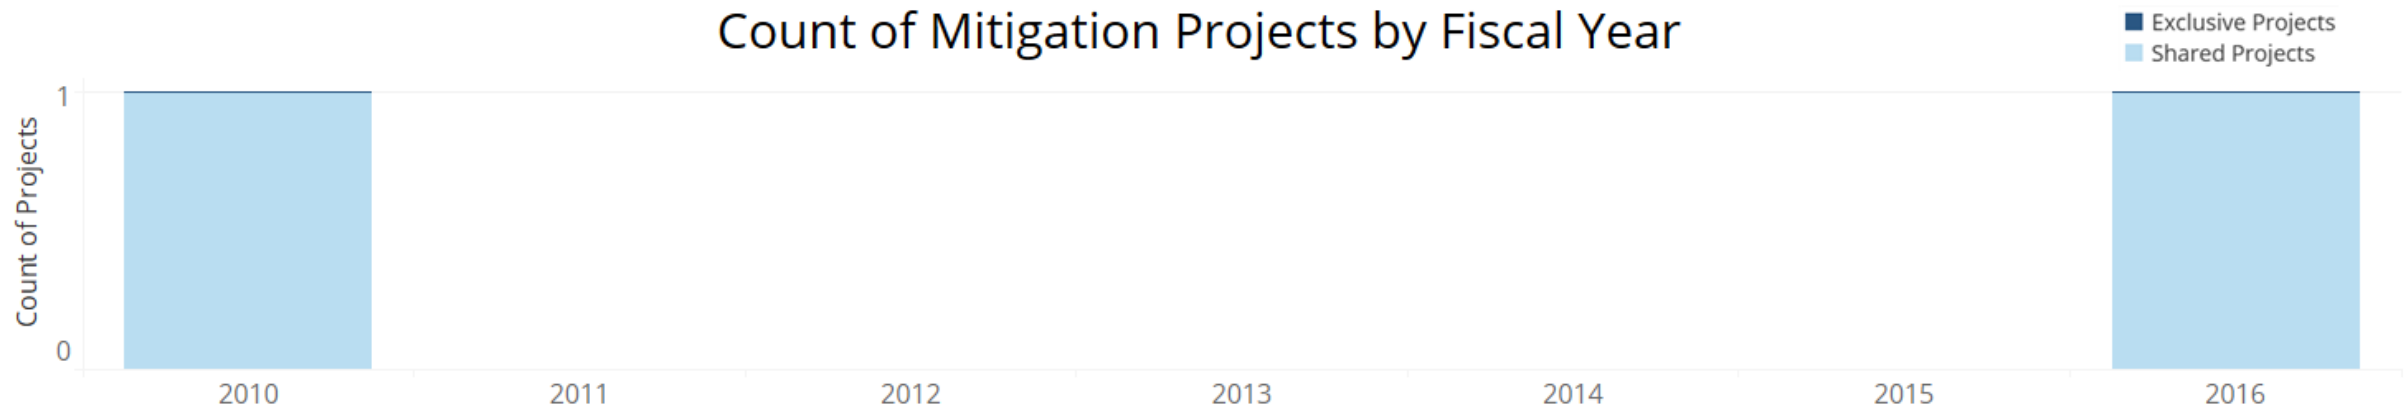 Count of Mitigation Projects by Fiscal Year
Exclusive Projects
Shared Projects
Count of Projects
1
0
2010 2011 2012 2013 2014 2015 2016